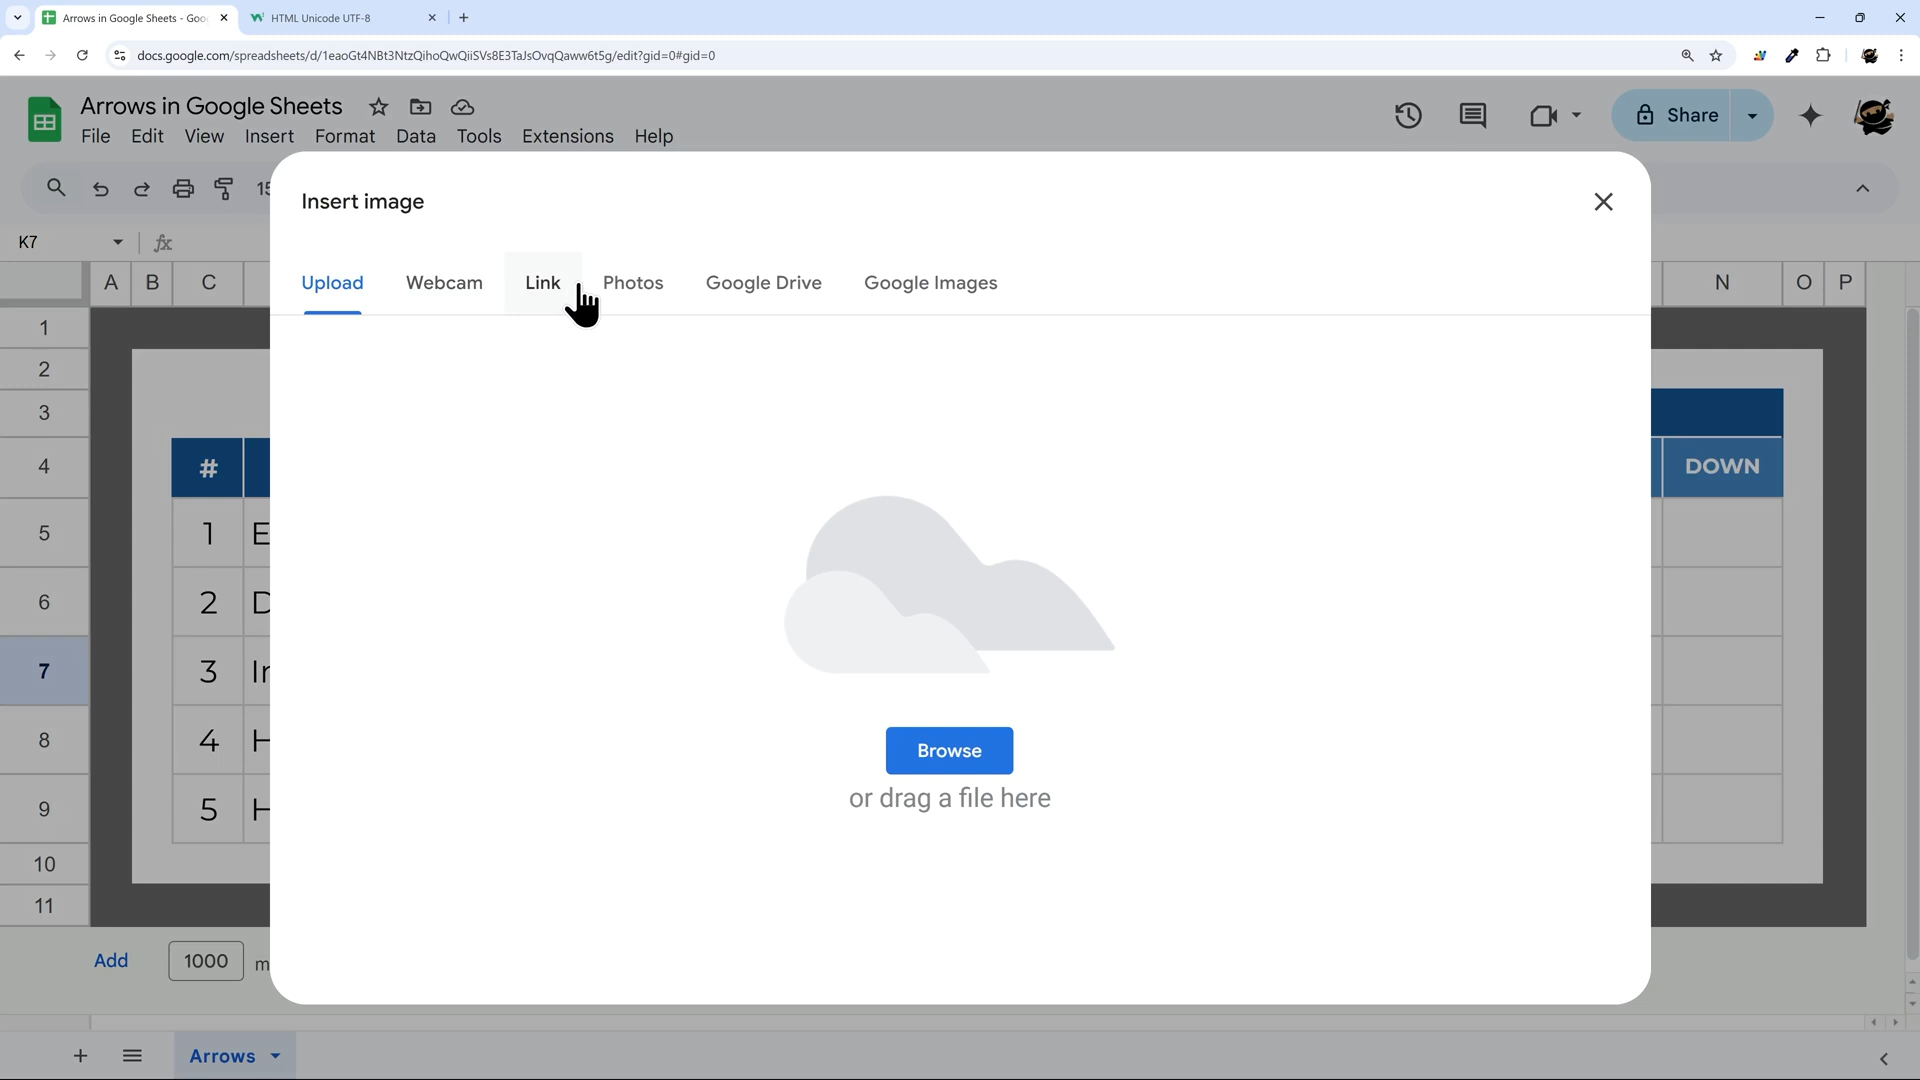 Arrows in Google Sheets - Goo
HTML Unicode UTF-8
docs.google.com/spreadsheets/d/1eaoGt4NBt3NtzQihoQwQiiSVs8E3TaJsOvqQaww6t5g/edit?gid=0#gid=0
Arrows in Google Sheets
File Edit View Insert Format Data Tools Extensions Help
Share
15
Insert image
K7
fx
Upload Webcam Link Photos Google Drive Google Images
A B C N O P
1
2
3
4 # DOWN
5 1 E
6 2 D
7 3 Ir
8 4 H
9 5 H
10
11
Browse
or drag a file here
Add 1000 m
Arrows